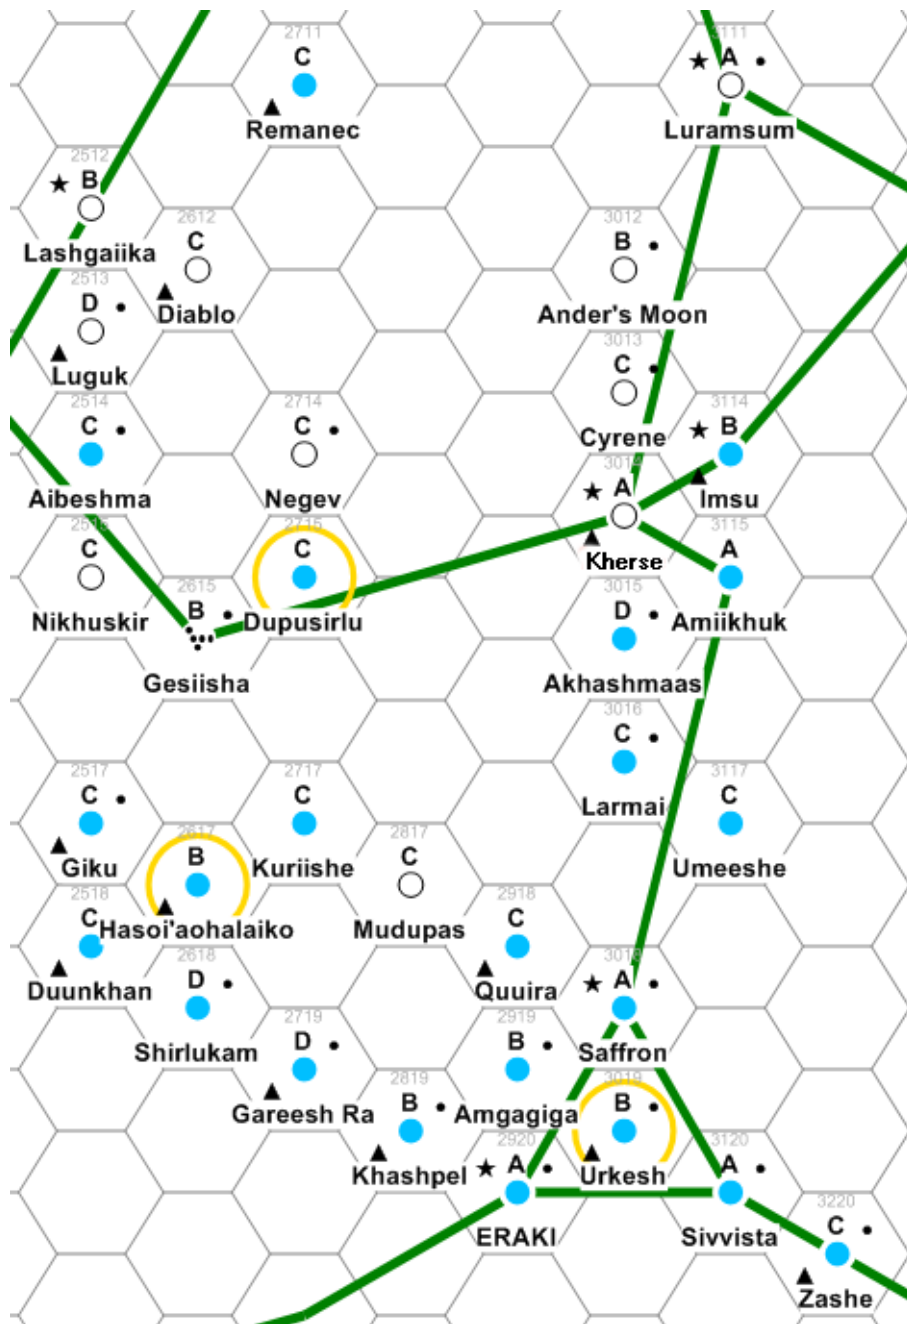 2711
C
Remanec
3111
A
Luramsum
2512
B
Lashgaiika
2612
C
Diablo
3012
B
Ander's Moon
2513
D
Luguk
3013
C
Cyrene
2514
C
Aibeshma
2714
C
Negev
3114
B
Imsu
3014
A
Kherse
2515
C
Nikhuskir
2715
C
Dupusirlu
3115
A
Amiikhuk
2615
B
Gesiisha
3015
D
Akhashmaas
3016
C
Larmai
2517
C
Giku
2717
C
Kuriishe
3117
C
Umeeshe
2617
B
Hasoi'aohalaiko
2817
C
Mudupas
2518
C
Duunkhan
2918
C
Quuira
2618
D
Shirlukam
3018
A
Saffron
2719
D
Gareesh Ra
2919
B
Amgagiga
2819
B
Khashpel
3019
B
Urkesh
2920
A
ERAKI
3120
A
Sivvista
3220
C
Zashe